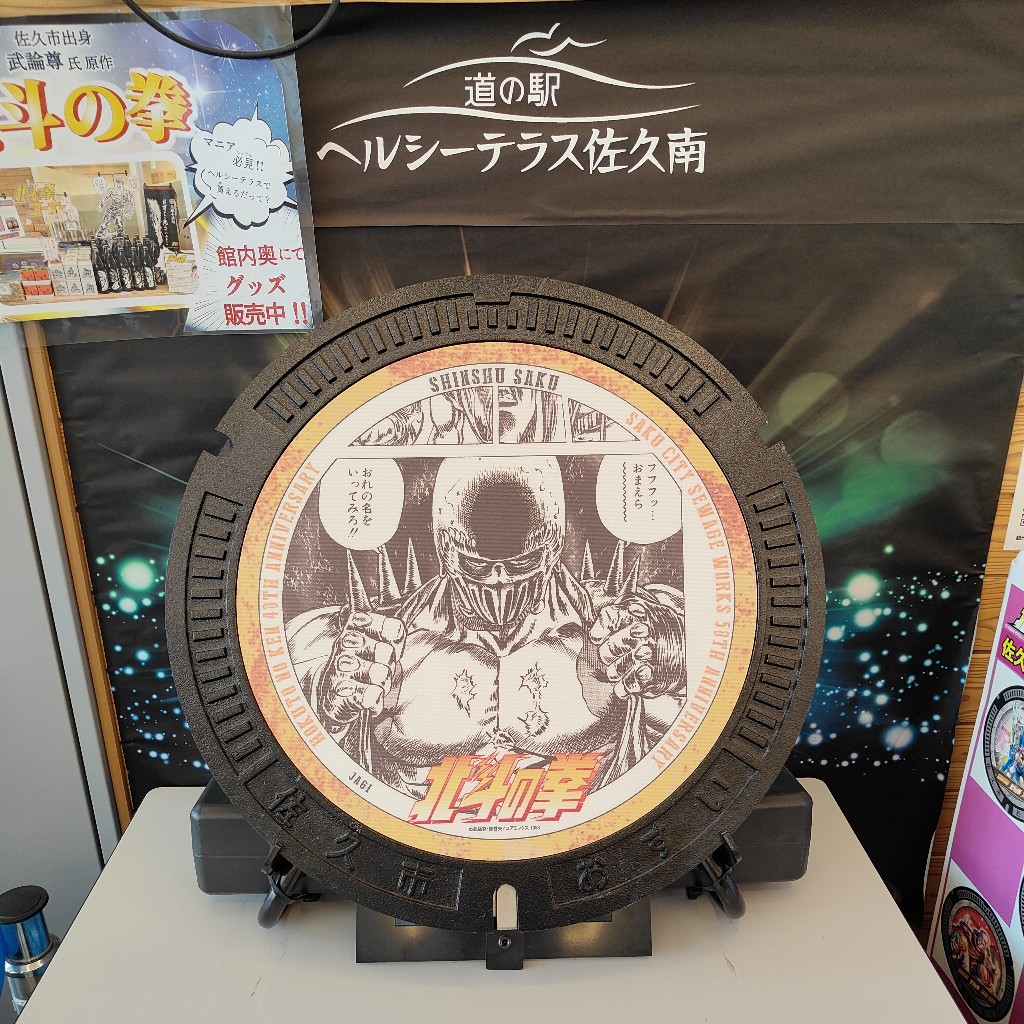 佐久市出身
武論尊 氏 原作
斗の拳
マニア
必見!!
ヘルシーテラスで
買えるだって?
館内奥にて
グッズ
販売中!!
道の駅
ヘルシーテラス佐久南
SHINSHU SAKU
SAKU CITY SEWAGE WORKS 50TH ANNIVERSARY
HOKUTO NO KEN 40TH ANNIVERSARY
フフフッ…
おまえら
おれの名を
いってみろ!!
JAGI
北斗の拳
佐久市
おすい
佐久